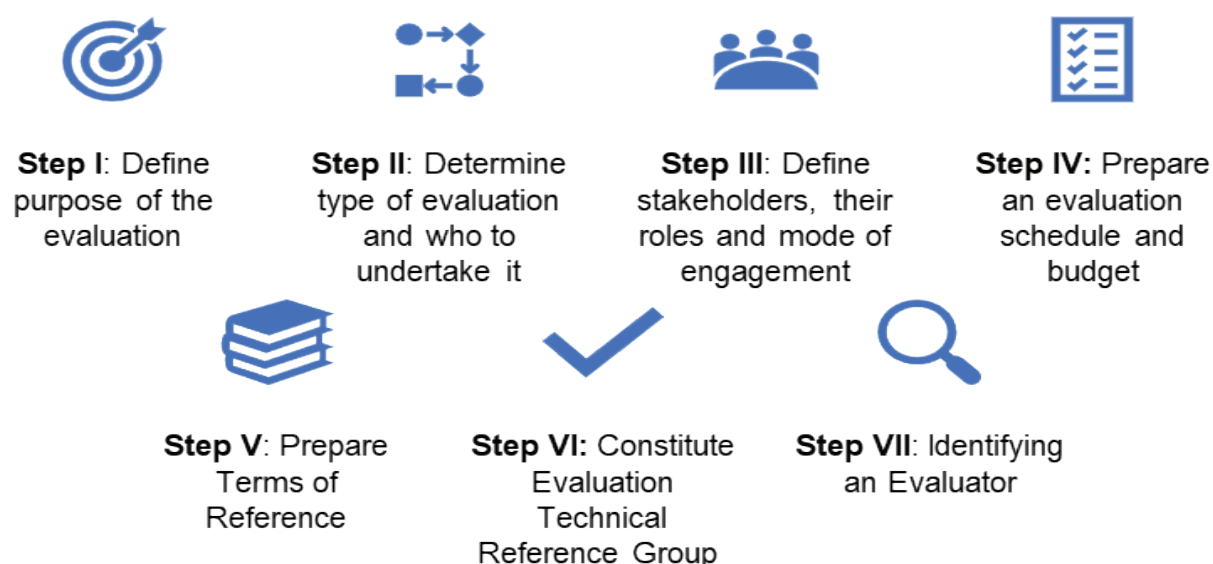 Step I: Define
purpose of the
evaluation
Step II: Determine
type of evaluation
and who to
undertake it
Step III: Define
stakeholders, their
roles and mode of
engagement
Step IV: Prepare
an evaluation
schedule and
budget
Step V: Prepare
Terms of
Reference
Step VI: Constitute
Evaluation
Technical
Reference Group
Step VII: Identifying
an Evaluator